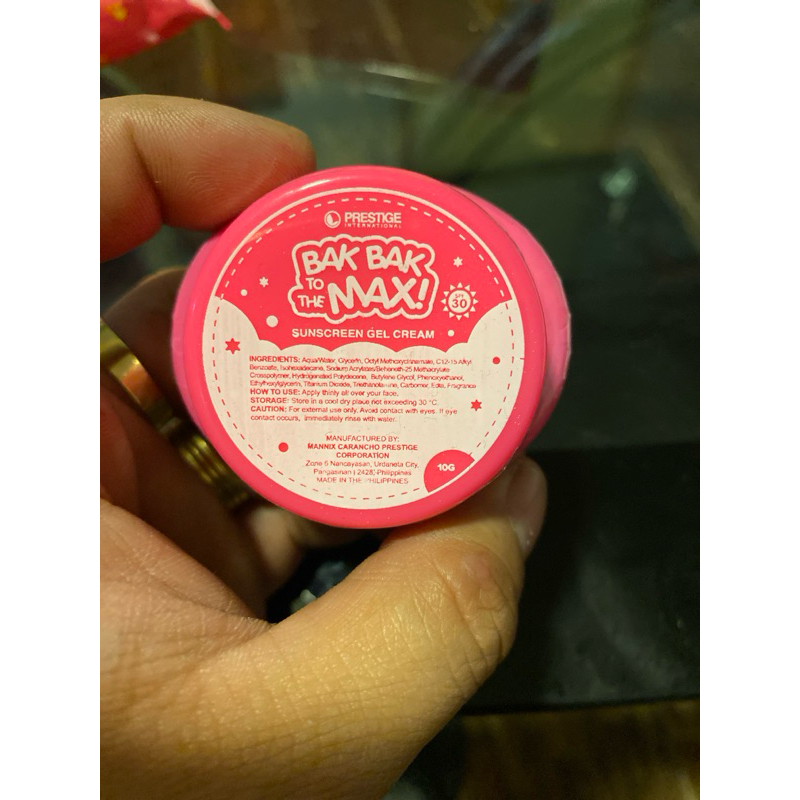 PRESTIGE
INTERNATIONAL
BAK BAK
TO THE MAX!
SPF 30
SUNSCREEN GEL CREAM
INGREDIENTS: Aqua/Water, Glycerin, Octyl Methoxycinnamate, C12-15 Alkyl
Benzoate, Isohexadecane, Sodium Acrylates/Beheneth-25 Methacrylate
Crosspolymer, Hydrogenated Polydecene, Butylene Glycol, Phenoxyethanol,
Ethylhexylglycerin, Titanium Dioxide, Triethanolamine, Carbomer, Edta, Fragrance
HOW TO USE: Apply thinly all over your face.
STORAGE: Store in a cool dry place not exceeding 30 °C.
CAUTION: For external use only. Avoid contact with eyes. If eye
contact occurs, immediately rinse with water.
MANUFACTURED BY:
MANNIX CARANCHO PRESTIGE
CORPORATION
Zone 6 Nancayasan, Urdaneta City,
Pangasinan ( 2428) Philippines
MADE IN THE PHILIPPINES
10G